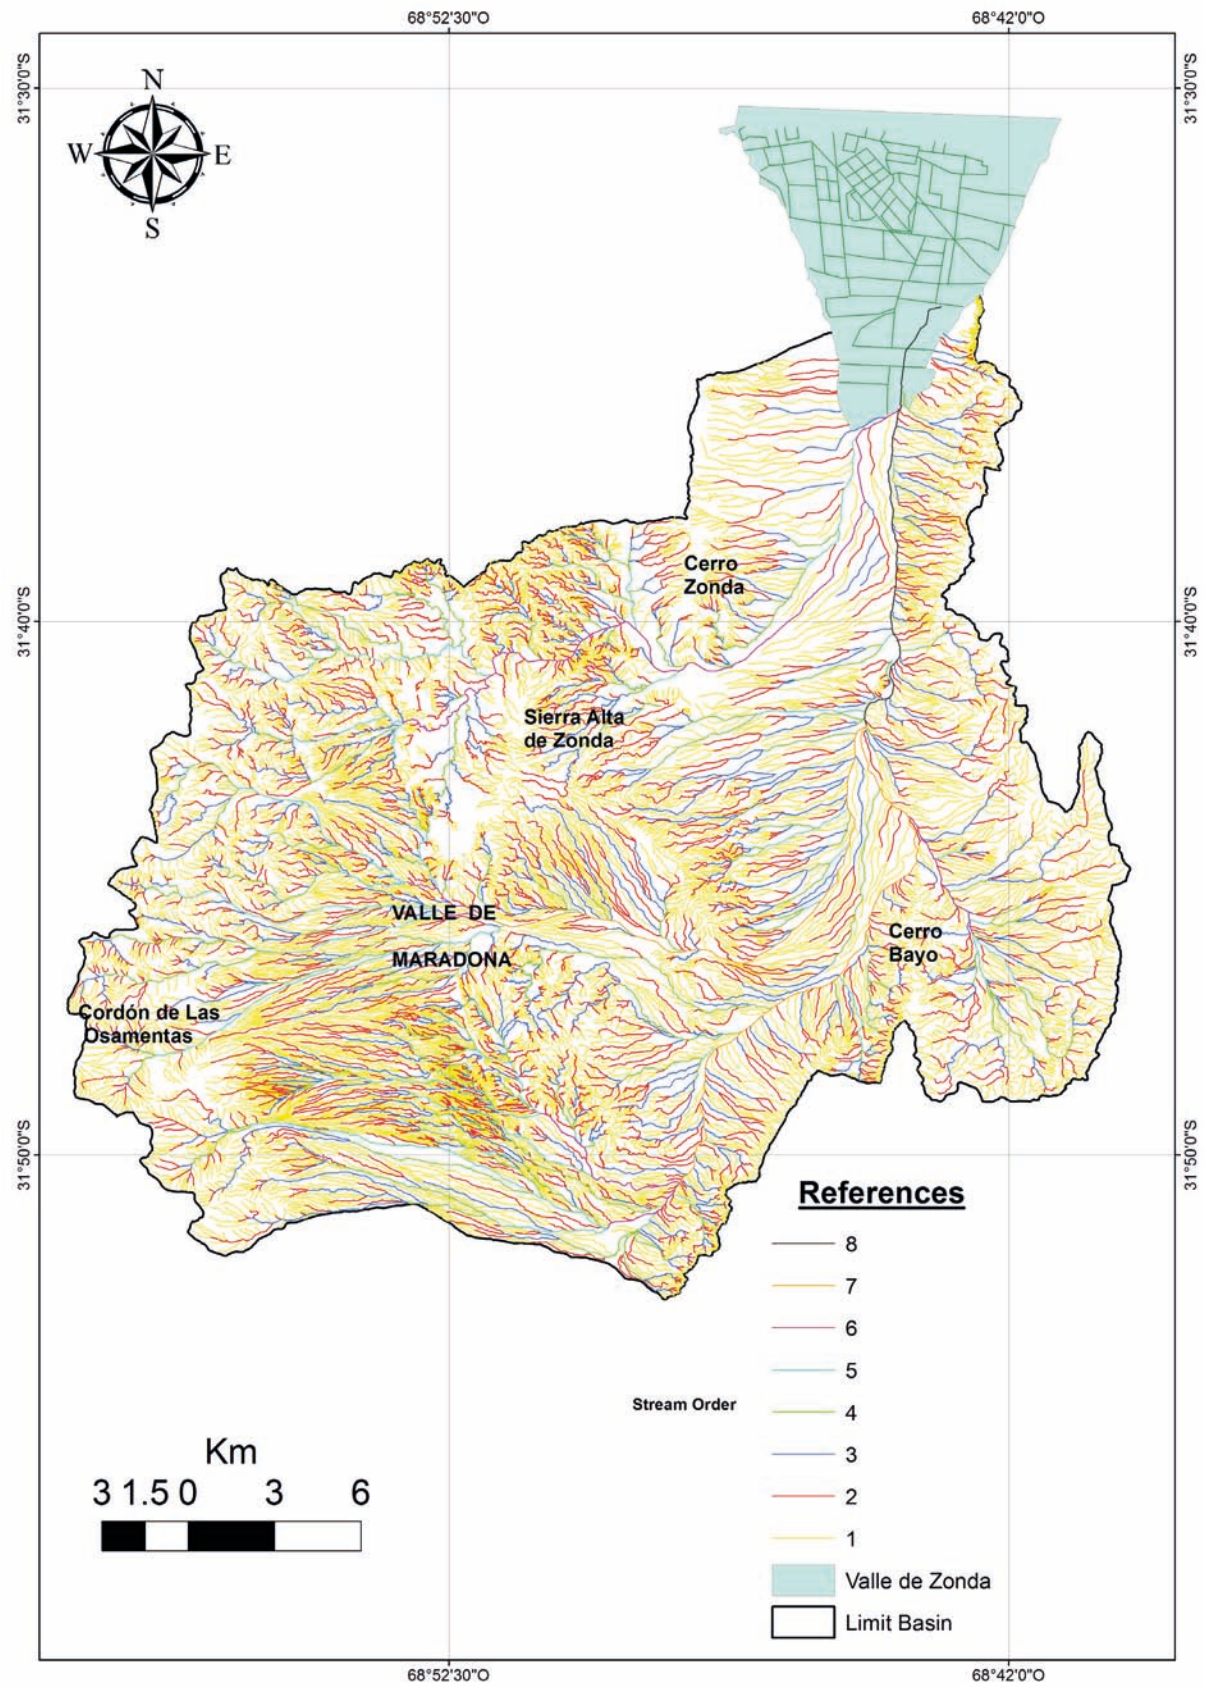 68°52'30"O
68°42'0"O
31°30'0"S
31°30'0"S
N
W
E
S
Cerro
Zonda
31°40'0"S
31°40'0"S
Sierra Alta
de Zonda
VALLE DE
MARADONA
Cerro
Bayo
Cordón de Las
Osamentas
31°50'0"S
31°50'0"S
References
8
7
6
5
Stream Order
4
3
2
1
Valle de Zonda
Limit Basin
Km
3 1.5 0 3 6
68°52'30"O
68°42'0"O